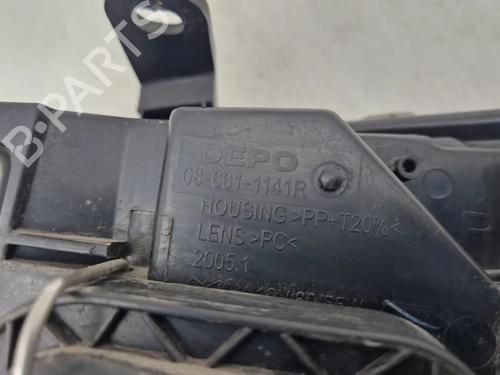 DEPO
08-661-1141R
HOUSING >PP+T20%<
LENS >PC<
2005.1
B-PARTS